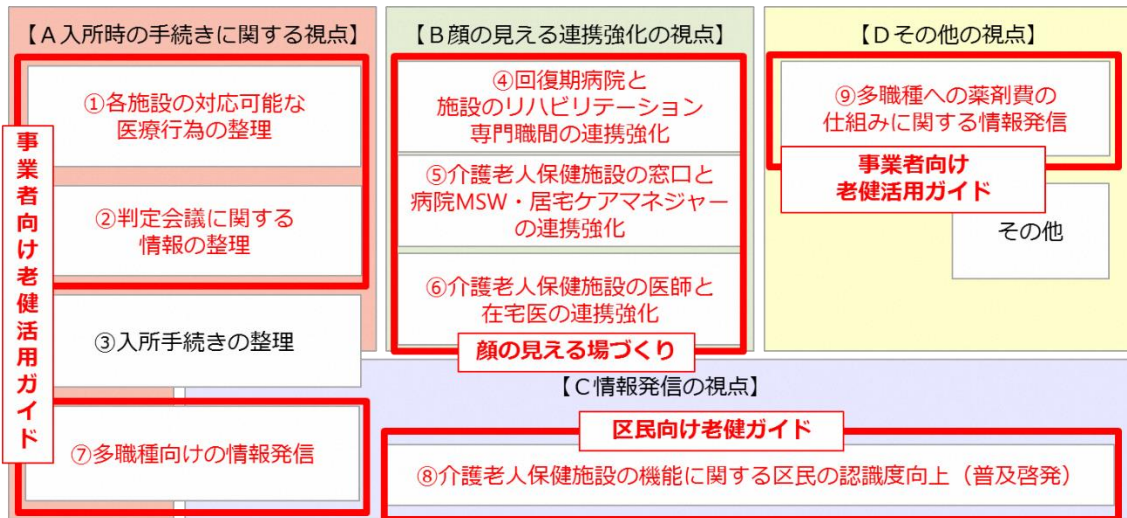 【A入所時の手続きに関する視点】
①各施設の対応可能な
医療行為の整理
②判定会議に関する
情報の整理
③入所手続きの整理
⑦多職種向けの情報発信
事業者向け老健活用ガイド
【B顔の見える連携強化の視点】
④回復期病院と
施設のリハビリテーション
専門職間の連携強化
⑤介護老人保健施設の窓口と
病院MSW・居宅ケアマネジャー
の連携強化
⑥介護老人保健施設の医師と
在宅医の連携強化
顔の見える場づくり
【Dその他の視点】
⑨多職種への薬剤費の
仕組みに関する情報発信
事業者向け
老健活用ガイド
その他
【C情報発信の視点】
区民向け老健ガイド
⑧介護老人保健施設の機能に関する区民の認識度向上（普及啓発）